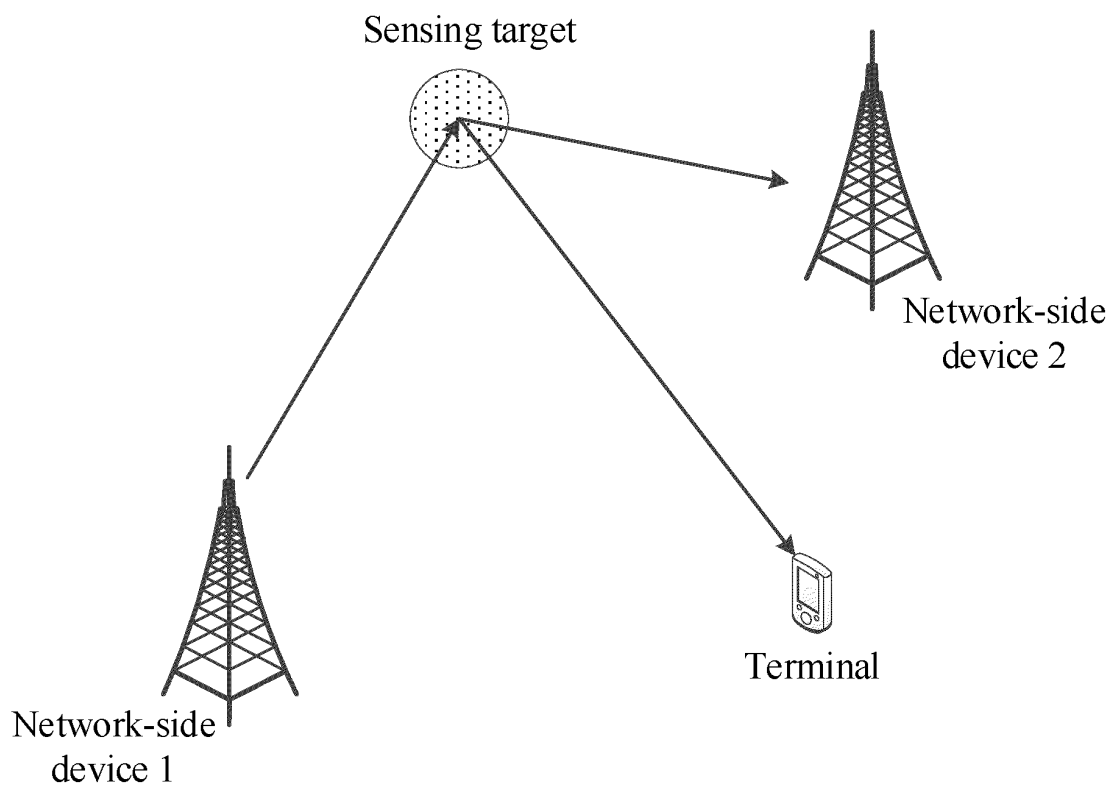 Sensing target
Network-side
device 2
Terminal
Network-side
device 1